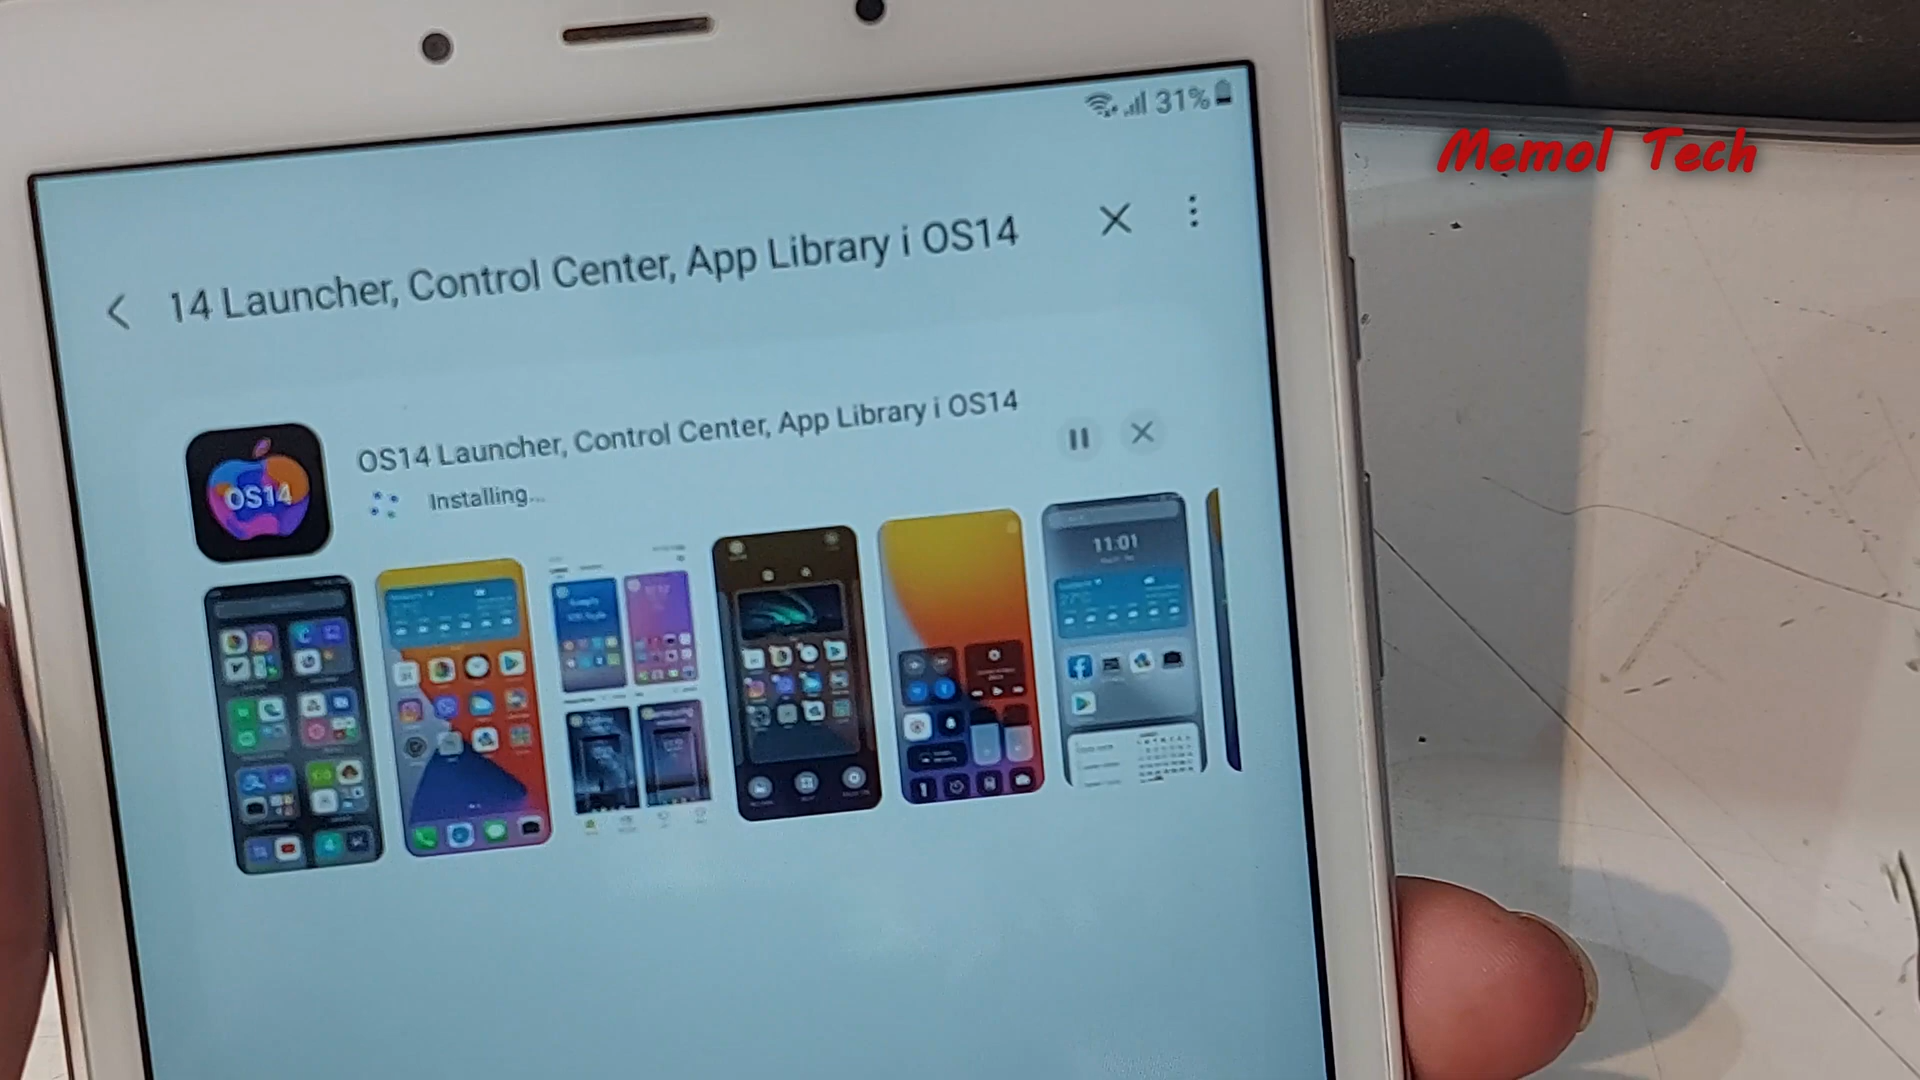 31%
Memol Tech
14 Launcher, Control Center, App Library i OS14
OS14 Launcher, Control Center, App Library i OS14
OS14
Installing...
11:01